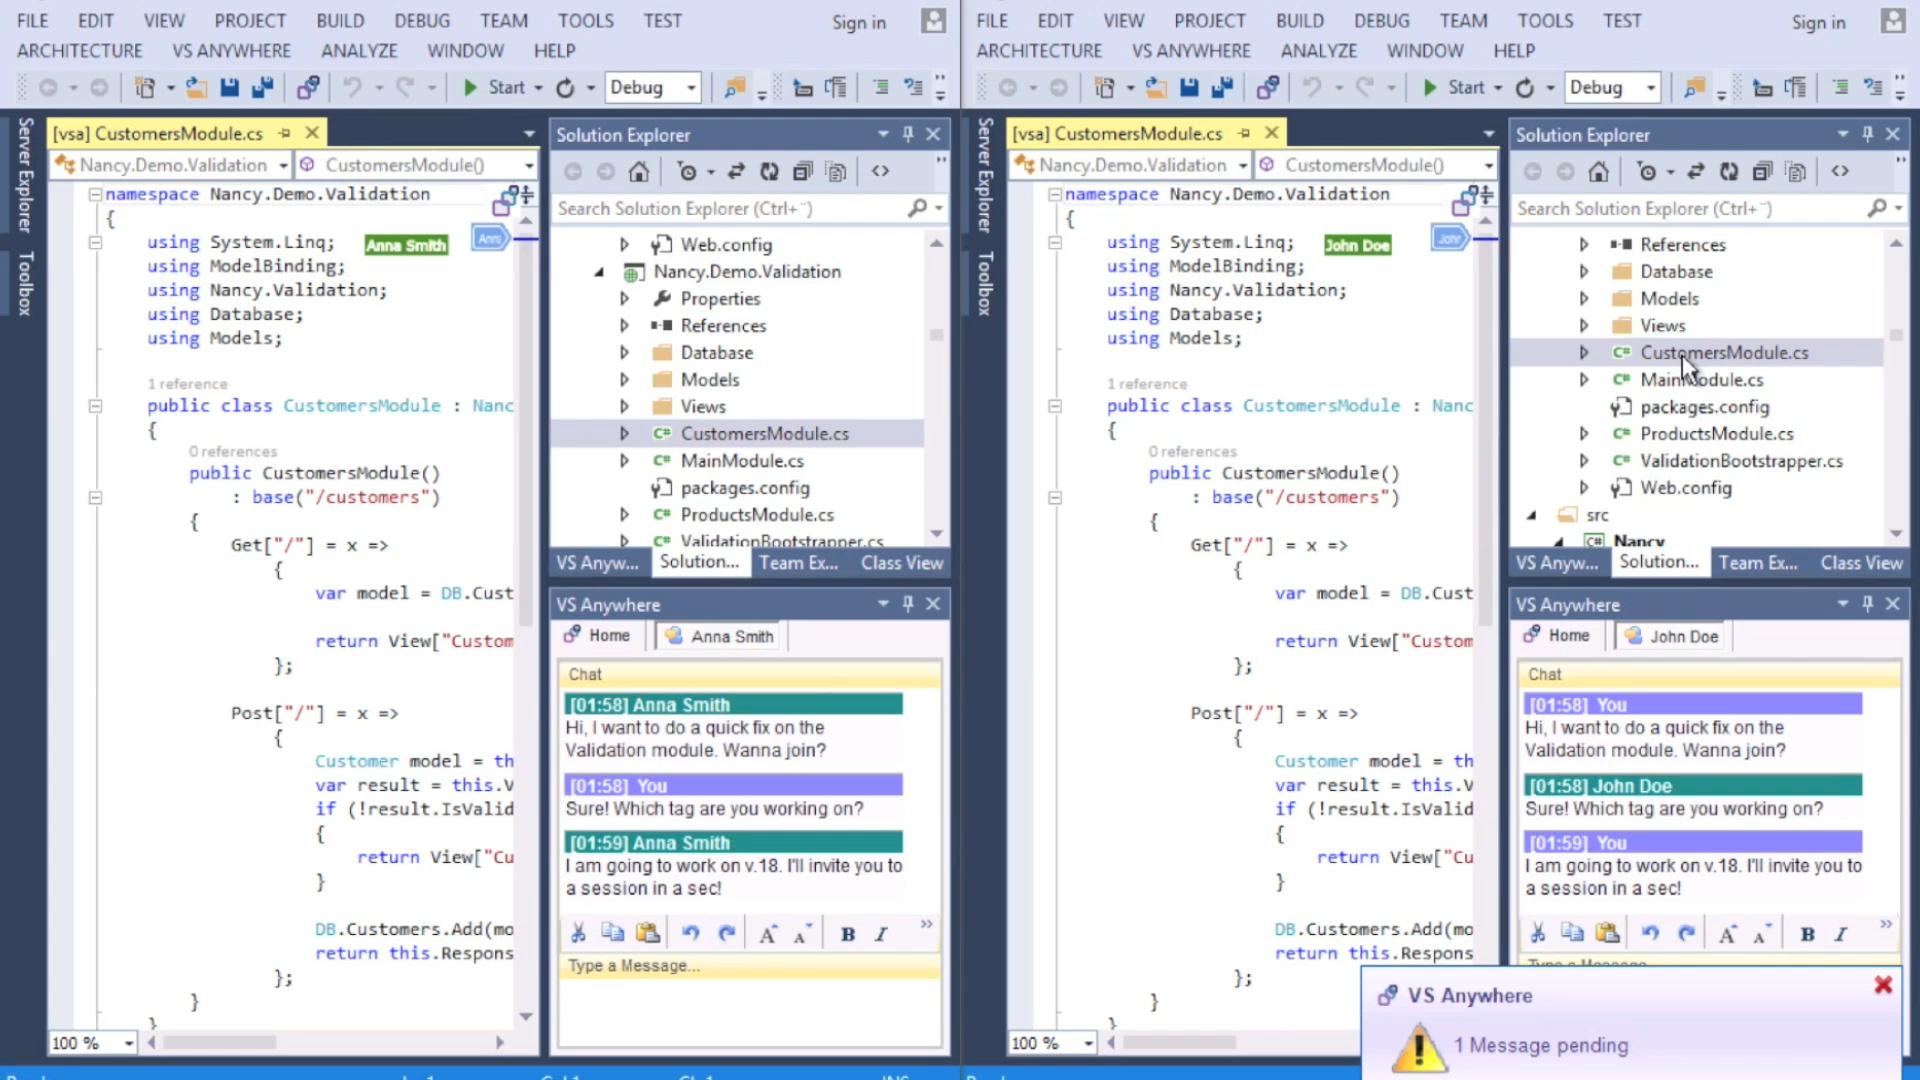 FILE EDIT VIEW PROJECT BUILD DEBUG TEAM TOOLS TEST Sign in
ARCHITECTURE VS ANYWHERE ANALYZE WINDOW HELP
Start Debug
Server Explorer
Toolbox
[vsa] CustomersModule.cs
Nancy.Demo.Validation CustomersModule()
namespace Nancy.Demo.Validation
{
using System.Linq; Anna Smith
using ModelBinding;
using Nancy.Validation;
using Database;
using Models;
1 reference
public class CustomersModule : Nanc
{
0 references
public CustomersModule()
: base("/customers")
{
Get["/"] = x =>
{
var model = DB.Cust
return View["Custom
};
Post["/"] = x =>
{
Customer model = th
var result = this.V
if (!result.IsValid
{
return View["Cu
}
DB.Customers.Add(mo
return this.Respons
};
}
}
100 %
Solution Explorer
Search Solution Explorer (Ctrl+¨)
Web.config
Nancy.Demo.Validation
Properties
References
Database
Models
Views
CustomersModule.cs
MainModule.cs
packages.config
ProductsModule.cs
ValidationBootstrapper.cs
VS Anyw... Solution... Team Ex... Class View
VS Anywhere
Home Anna Smith
Chat
[01:58] Anna Smith
Hi, I want to do a quick fix on the
Validation module. Wanna join?
[01:58] You
Sure! Which tag are you working on?
[01:59] Anna Smith
I am going to work on v.18. I'll invite you to
a session in a sec!
A A B I
Type a Message...
FILE EDIT VIEW PROJECT BUILD DEBUG TEAM TOOLS TEST Sign in
ARCHITECTURE VS ANYWHERE ANALYZE WINDOW HELP
Start Debug
Server Explorer
Toolbox
[vsa] CustomersModule.cs
Nancy.Demo.Validation CustomersModule()
namespace Nancy.Demo.Validation
{
using System.Linq; John Doe
using ModelBinding;
using Nancy.Validation;
using Database;
using Models;
1 reference
public class CustomersModule : Nanc
{
0 references
public CustomersModule()
: base("/customers")
{
Get["/"] = x =>
{
var model = DB.Cust
return View["Custom
};
Post["/"] = x =>
{
Customer model = th
var result = this.V
if (!result.IsValid
{
return View["Cu
}
DB.Customers.Add(mo
return this.Respons
};
}
}
100 %
Solution Explorer
Search Solution Explorer (Ctrl+¨)
References
Database
Models
Views
CustomersModule.cs
MainModule.cs
packages.config
ProductsModule.cs
ValidationBootstrapper.cs
Web.config
src
Nancy
VS Anyw... Solution... Team Ex... Class View
VS Anywhere
Home John Doe
Chat
[01:58] You
Hi, I want to do a quick fix on the
Validation module. Wanna join?
[01:58] John Doe
Sure! Which tag are you working on?
[01:59] You
I am going to work on v.18. I'll invite you to
a session in a sec!
A A B I
Type a Message...
VS Anywhere
1 Message pending